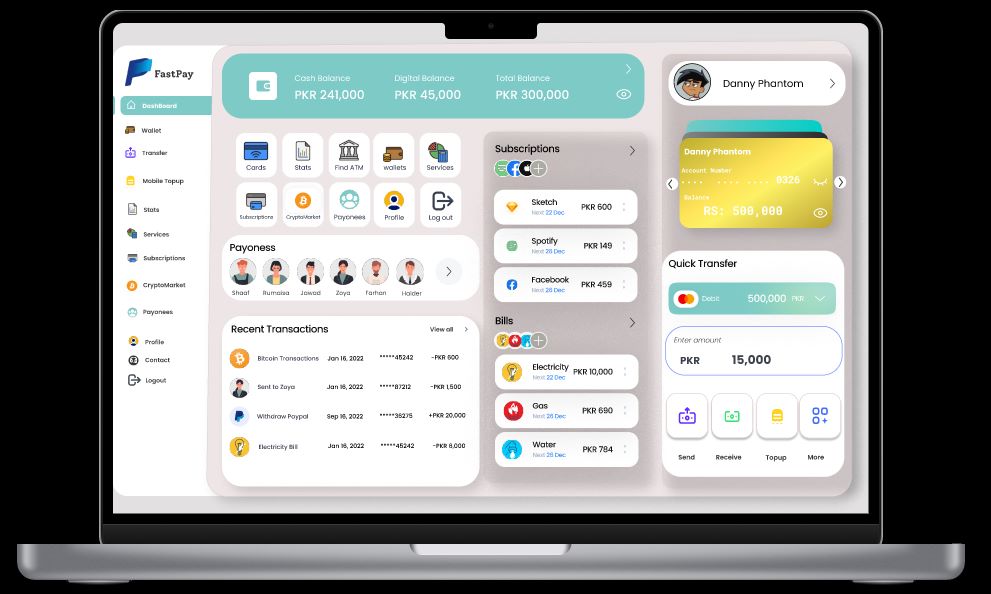 FastPay
DashBoard
Wallet
Transfer
Mobile Topup
Stats
Services
Subscriptions
CryptoMarket
Payonees
Profile
Contact
Logout
Cash Balance
PKR 241,000
Digital Balance
PKR 45,000
Total Balance
PKR 300,000
Cards
Stats
Find ATM
wallets
Services
Subscriptions
CryptoMarket
Payonees
Profile
Log out
Payoness
Shaaf
Rumaisa
Jawad
Zoya
Farhan
Haider
Recent Transactions
View all
Bitcoin Transactions Jan 16, 2022 *****45242 -PKR 600
Sent to Zoya Jan 16, 2022 *****87212 -PKR 1,500
Withdraw Paypal Sep 16, 2022 *****36275 +PKR 20,000
Electricity Bill Jan 16, 2022 *****45242 -PKR 6,000
Subscriptions
Sketch PKR 600
Next 22 Dec
Spotify PKR 149
Next 26 Dec
Facebook PKR 459
Next 26 Dec
Bills
Electricity PKR 10,000
Next 22 Dec
Gas PKR 690
Next 26 Dec
Water PKR 784
Next 26 Dec
Danny Phantom
Danny Phantom
Account Number
.... .... .... 0326
Balance
RS: 500,000
Quick Transfer
Debit 500,000 PKR
Enter amount
PKR 15,000
Send
Receive
Topup
More